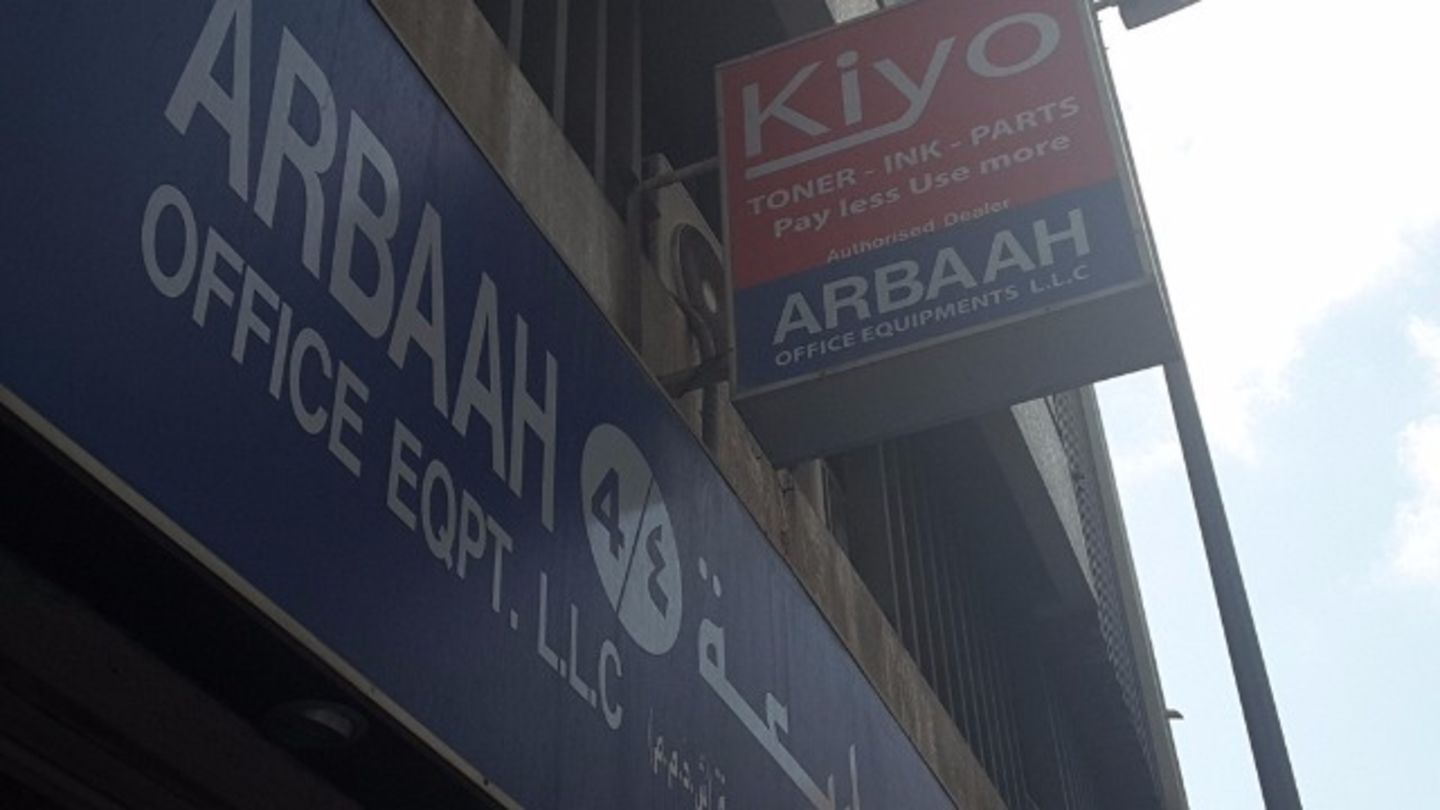 ARBAAH
OFFICE EQPT. L.L.C
4/٤
Kiyo
TONER - INK - PARTS
Pay less Use more
Authorised Dealer
ARBAAH
OFFICE EQUIPMENTS L.L.C